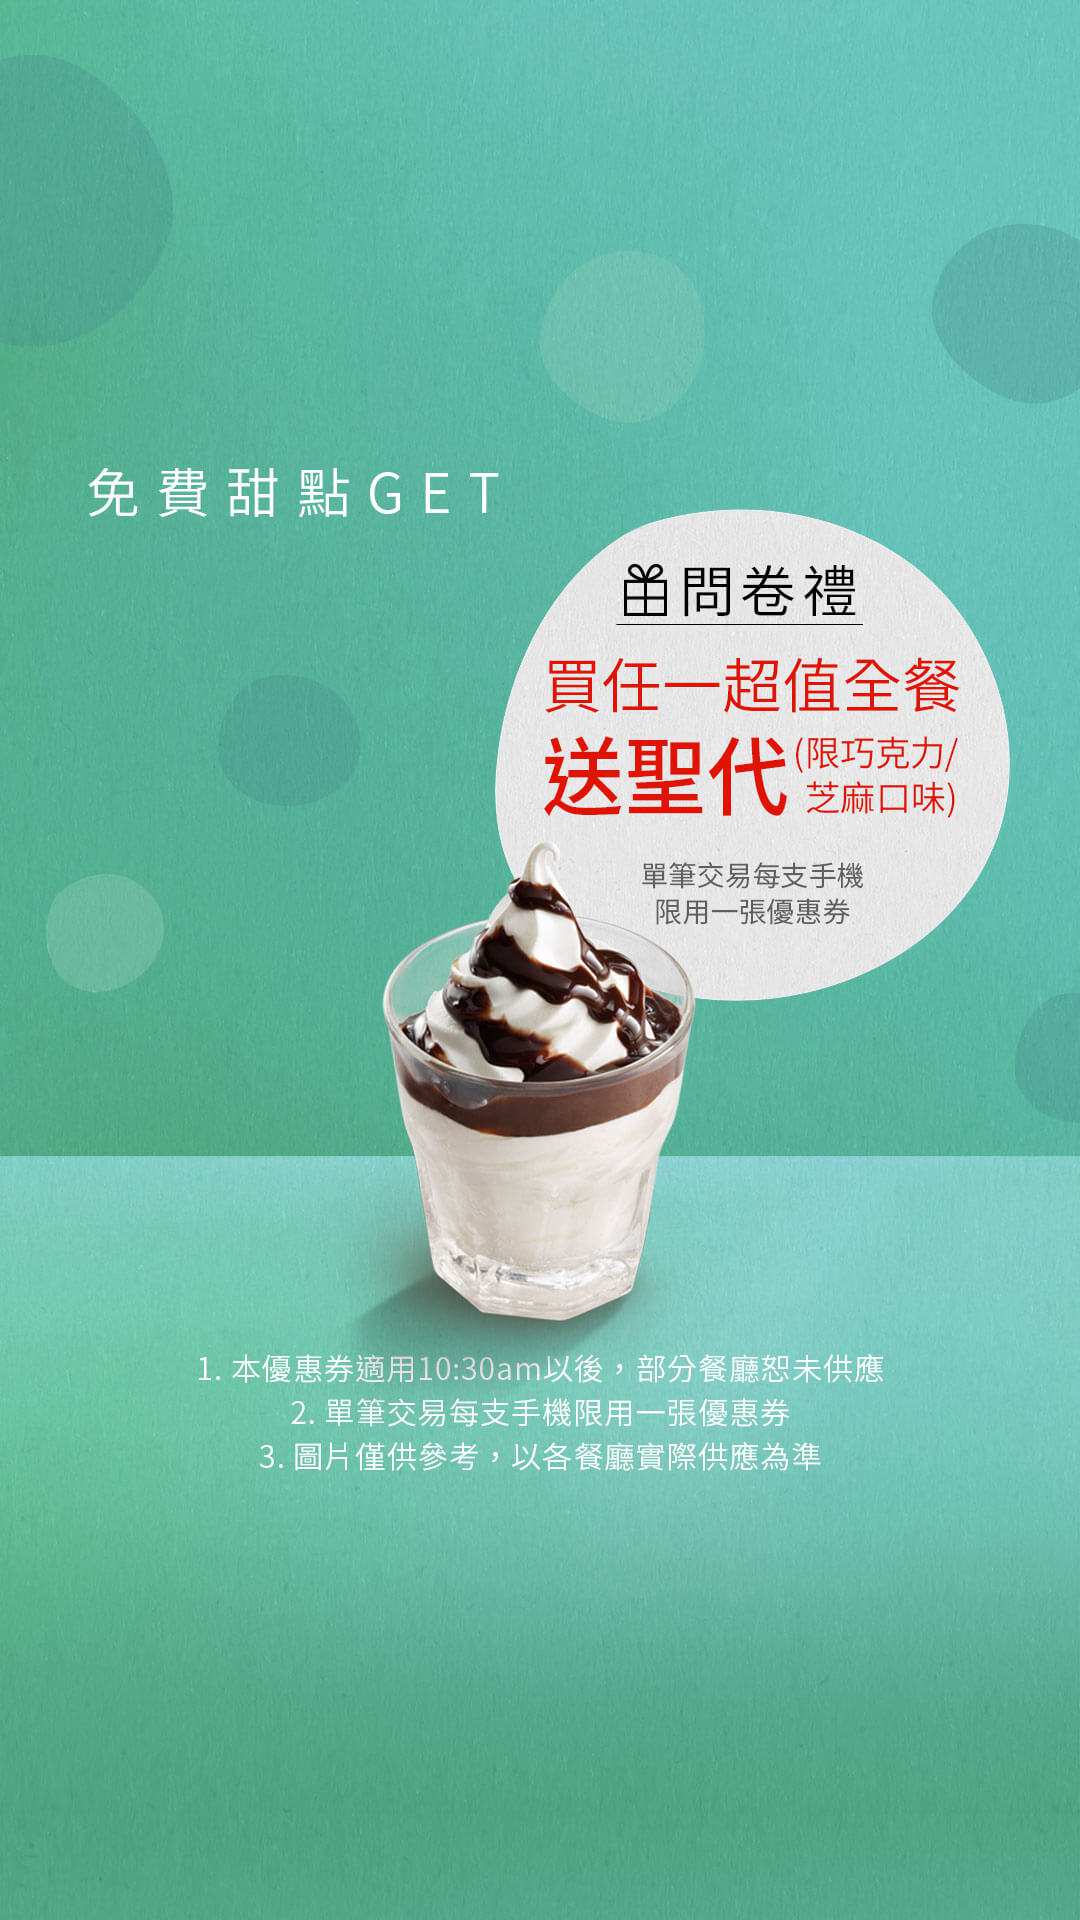 免費甜點GET
問卷禮
買任一超值全餐
送聖代(限巧克力/
芝麻口味)
單筆交易每支手機
限用一張優惠券
1. 本優惠券適用10:30am以後，部分餐廳恕未供應
2. 單筆交易每支手機限用一張優惠券
3. 圖片僅供參考，以各餐廳實際供應為準